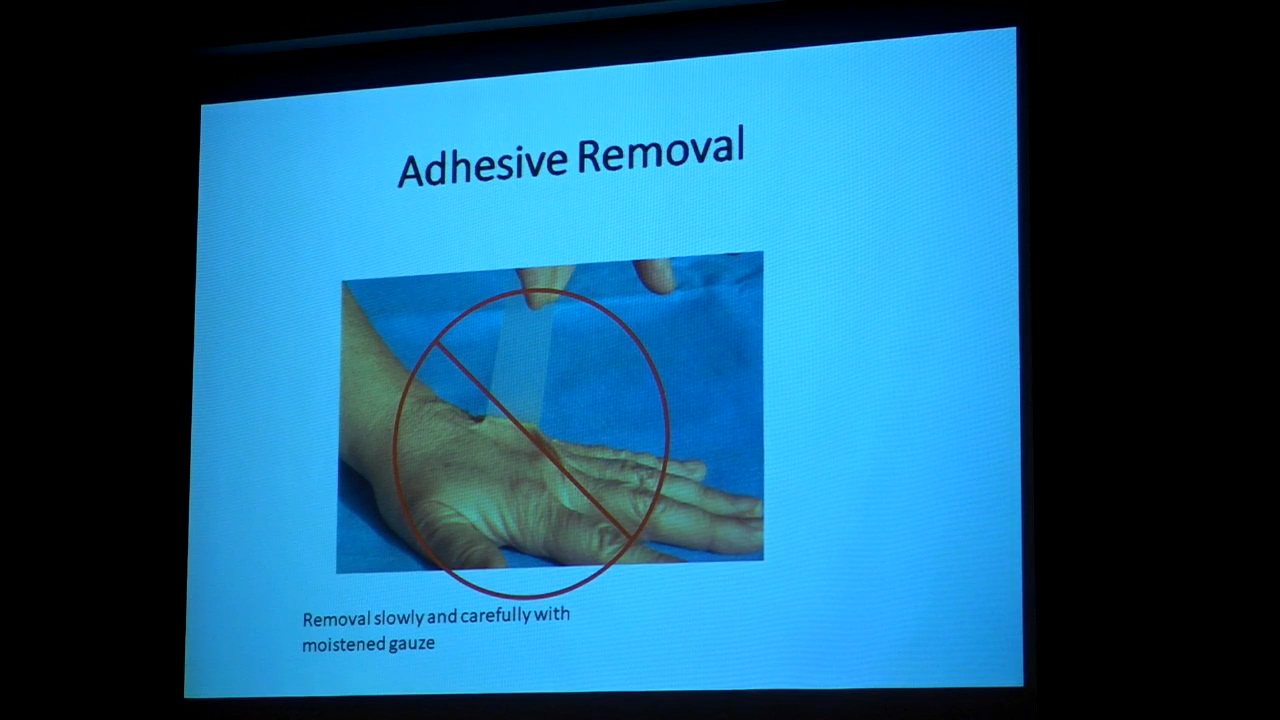 Adhesive Removal
Removal slowly and carefully with
moistened gauze